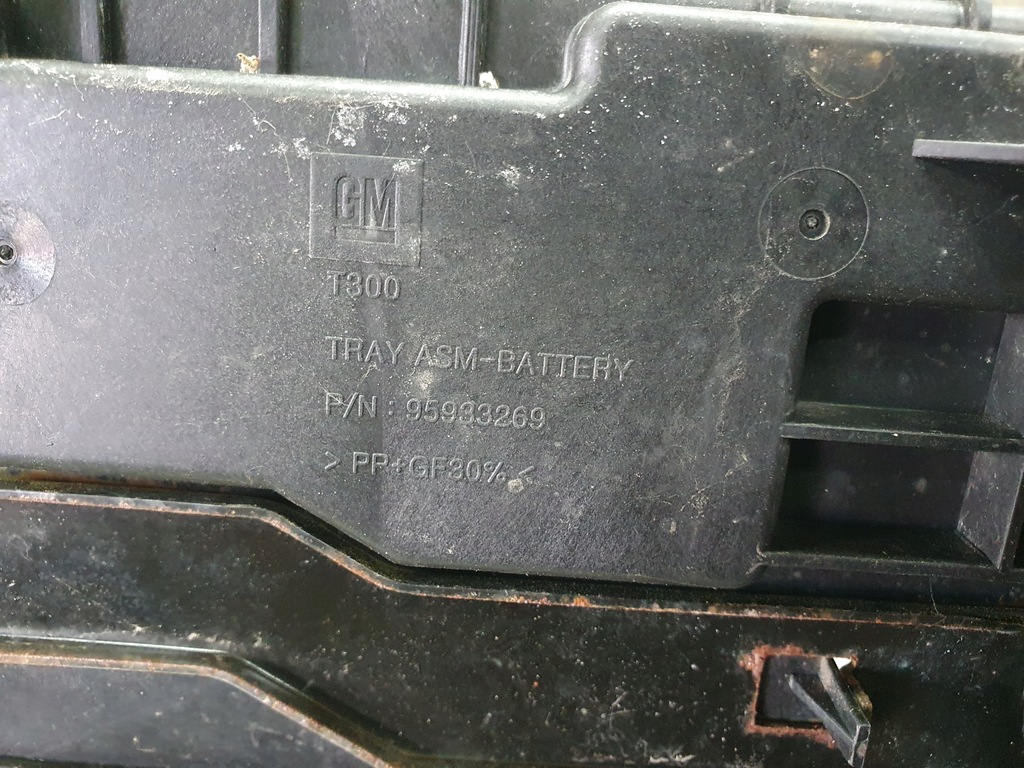 GM
T300
TRAY ASM-BATTERY
P/N : 95933269
> PP+GF30% <